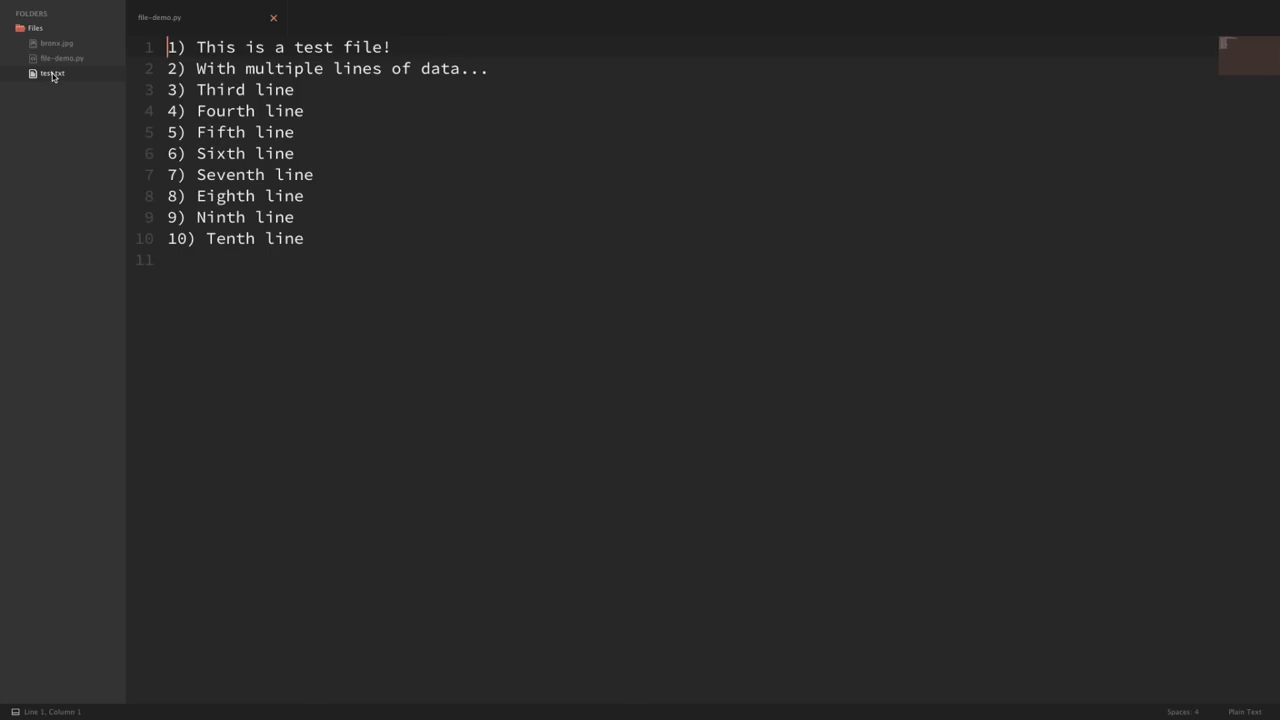 FOLDERS
Files
bronx.jpg
file-demo.py
test.txt
file-demo.py
1 1) This is a test file!
2 2) With multiple lines of data...
3 3) Third line
4 4) Fourth line
5 5) Fifth line
6 6) Sixth line
7 7) Seventh line
8 8) Eighth line
9 9) Ninth line
10 10) Tenth line
11
Line 1, Column 1
Spaces: 4
Plain Text